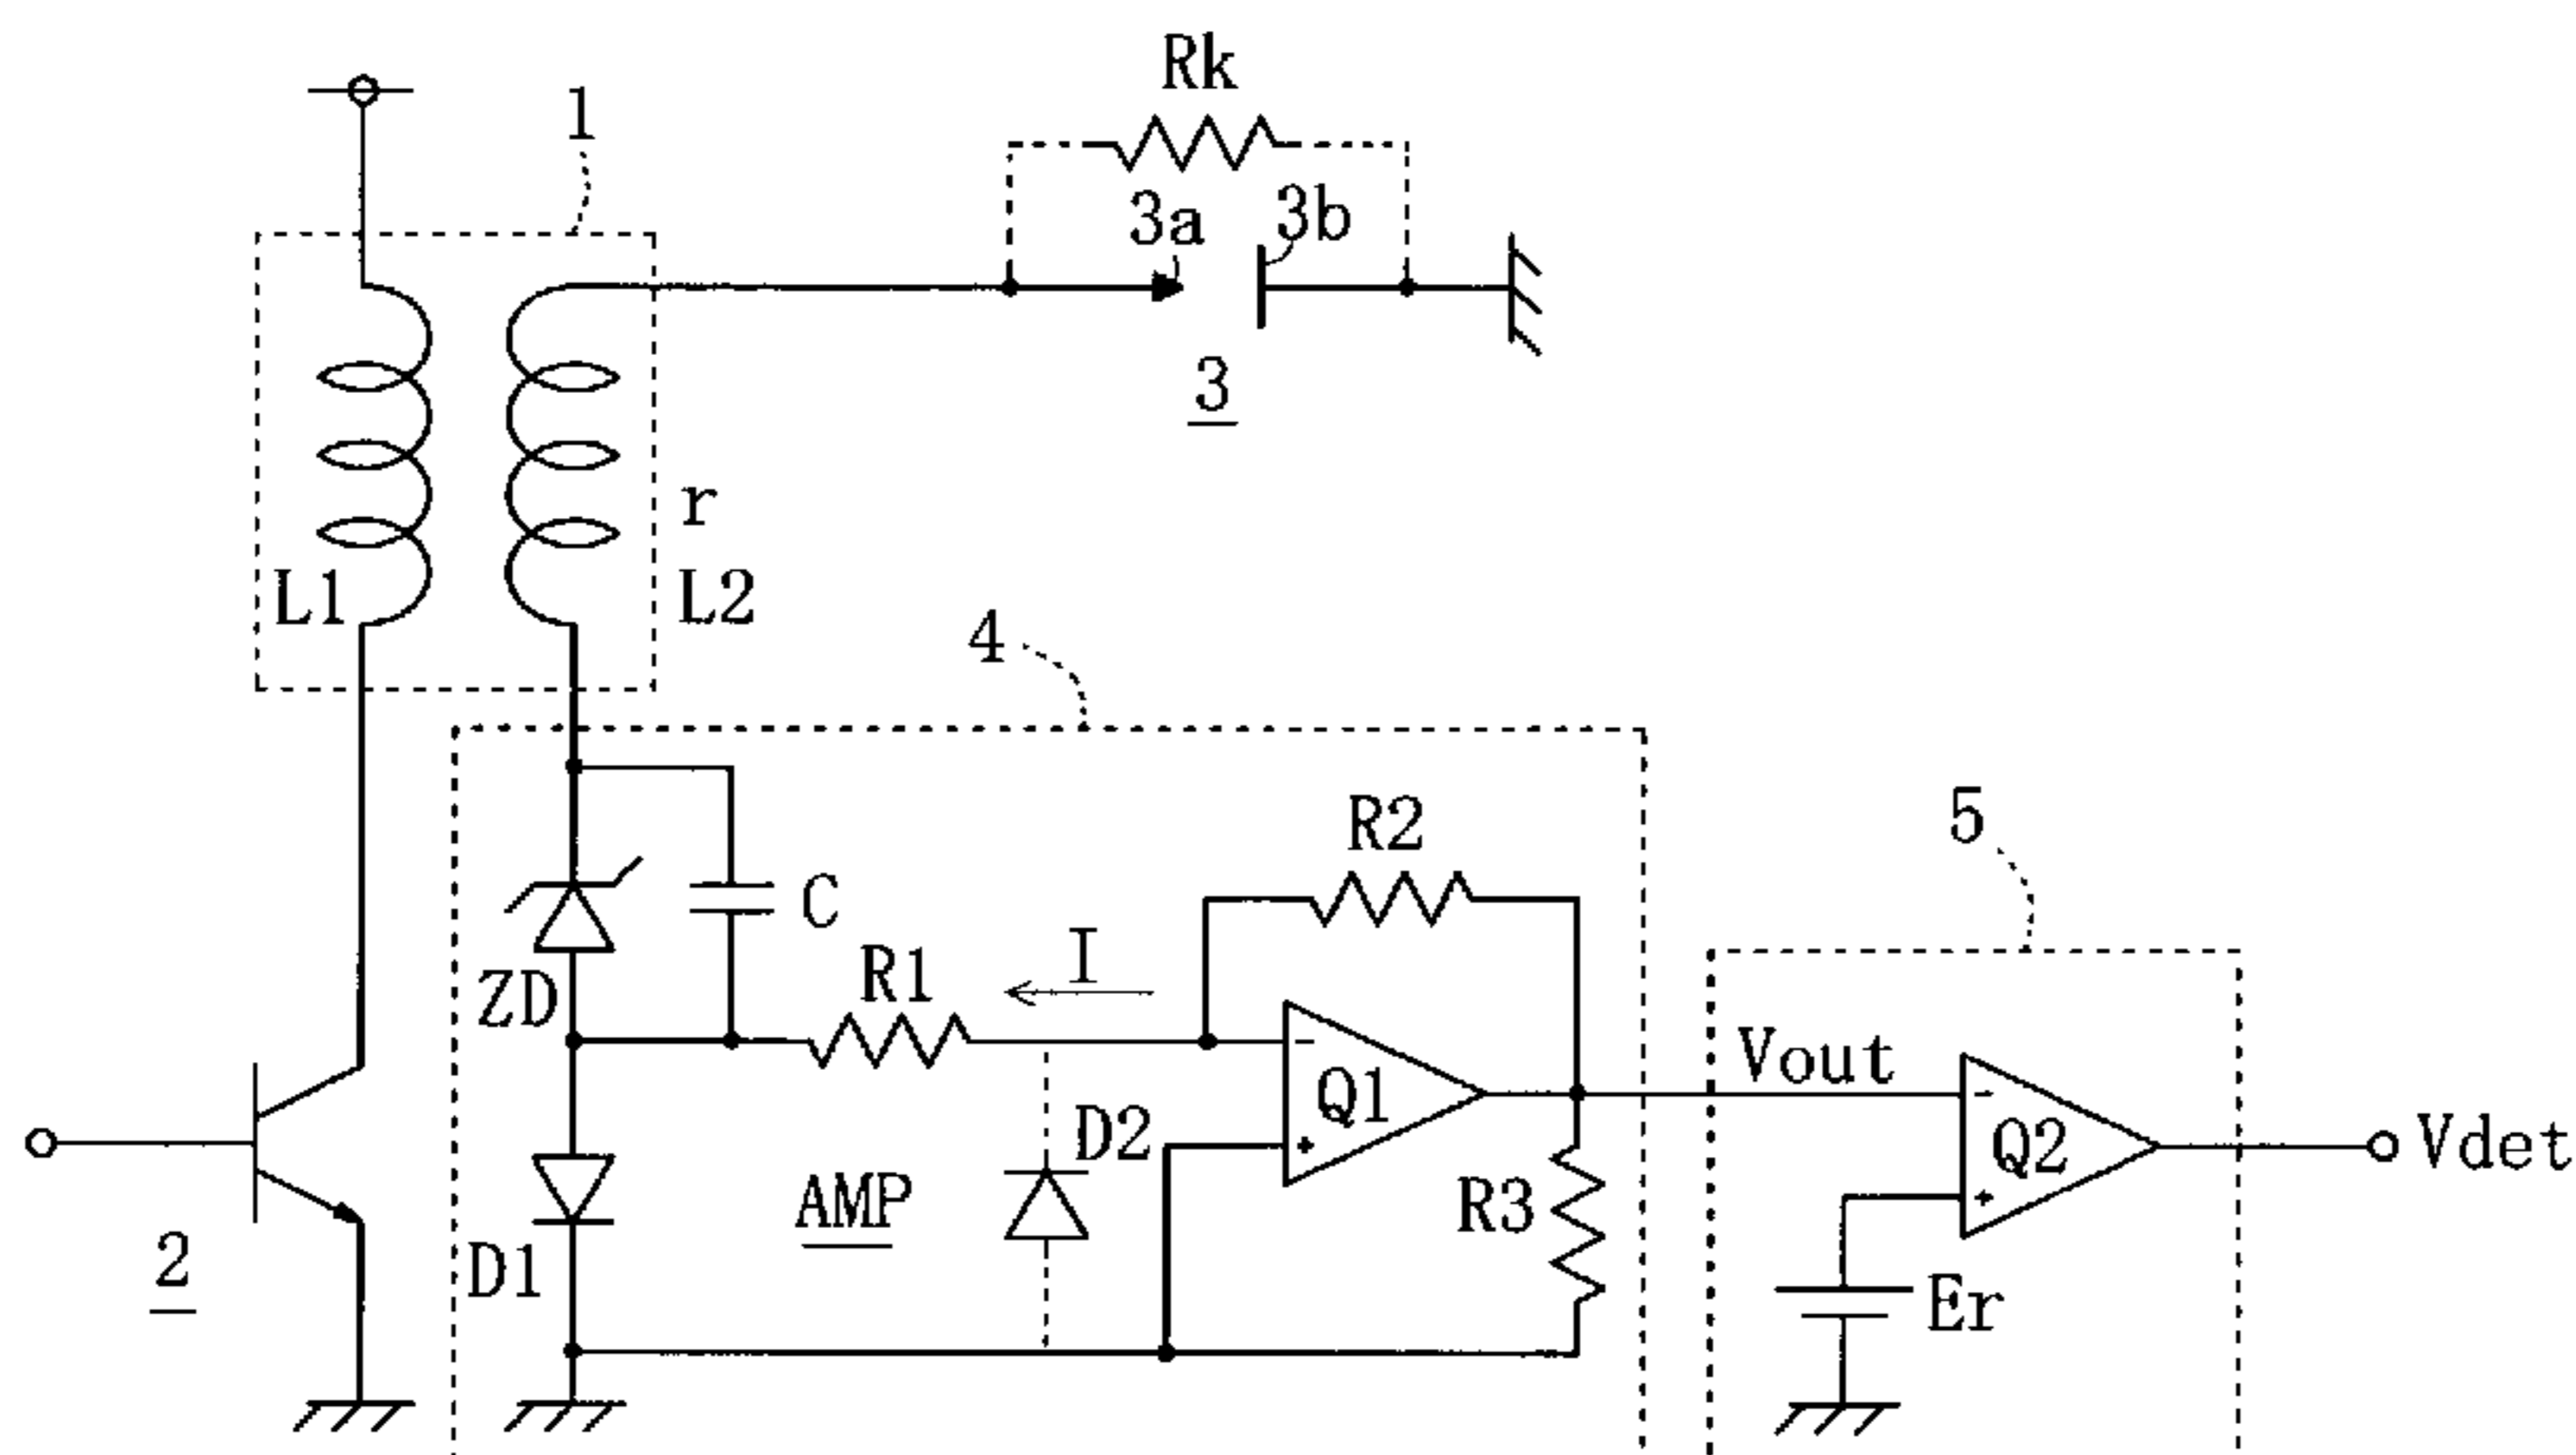 Rk
1
3a
3b
3
r
L1
L2
4
R2
5
C
I
R1
ZD
Vout
-
-
Q1
D2
Q2
Vdet
+
+
AMP
R3
2
D1
Er